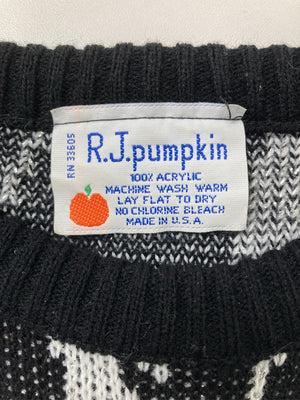 RN 33605
R.J.pumpkin
100% ACRYLIC
MACHINE WASH WARM
LAY FLAT TO DRY
NO CHLORINE BLEACH
MADE IN U.S.A.